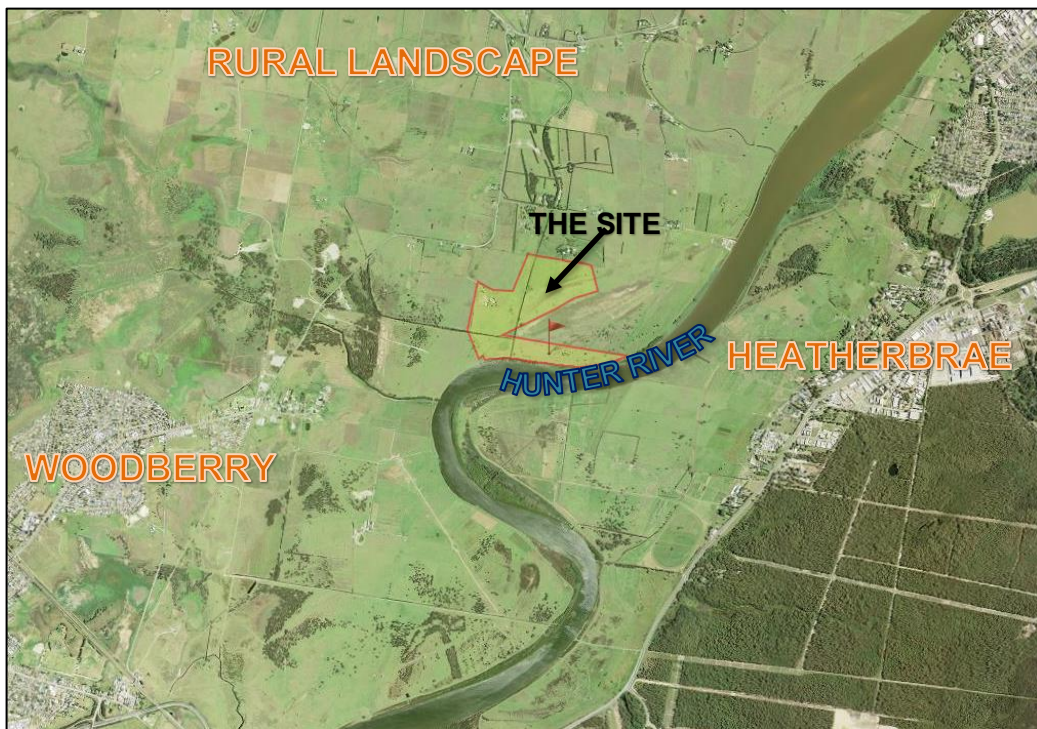 RURAL LANDSCAPE
THE SITE
HUNTER RIVER
HEATHERBRAE
WOODBERRY